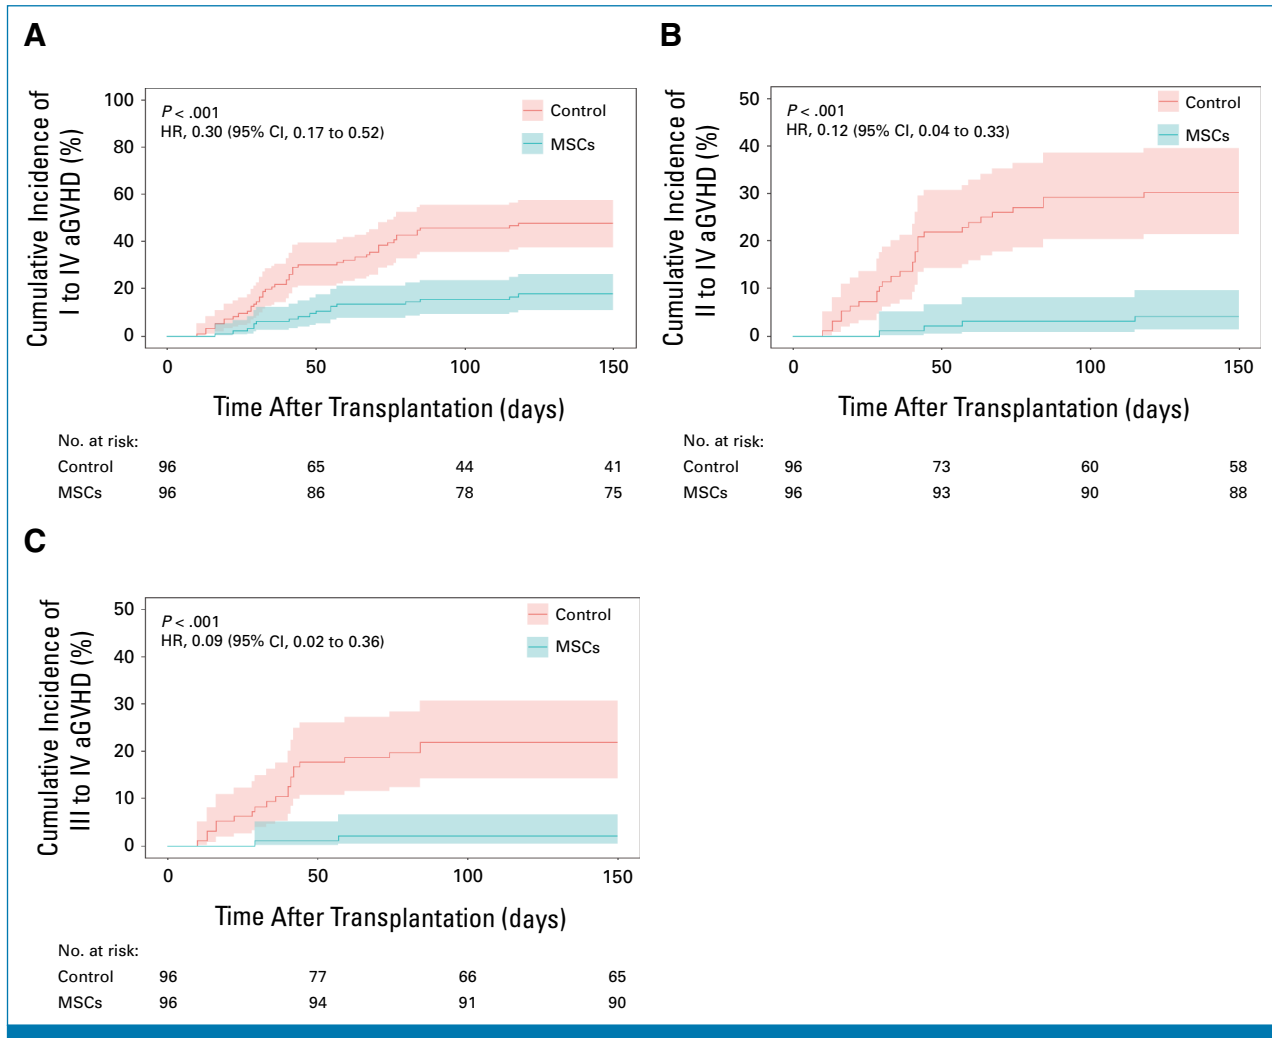 A
Cumulative Incidence of
I to IV aGVHD (%)
100
80
60
40
20
0
P < .001
HR, 0.30 (95% CI, 0.17 to 0.52)
Control
MSCs
0 50 100 150
Time After Transplantation (days)
No. at risk:
Control 96 65 44 41
MSCs 96 86 78 75
B
Cumulative Incidence of
II to IV aGVHD (%)
50
40
30
20
10
0
P < .001
HR, 0.12 (95% CI, 0.04 to 0.33)
Control
MSCs
0 50 100 150
Time After Transplantation (days)
No. at risk:
Control 96 73 60 58
MSCs 96 93 90 88
C
Cumulative Incidence of
III to IV aGVHD (%)
50
40
30
20
10
0
P < .001
HR, 0.09 (95% CI, 0.02 to 0.36)
Control
MSCs
0 50 100 150
Time After Transplantation (days)
No. at risk:
Control 96 77 66 65
MSCs 96 94 91 90